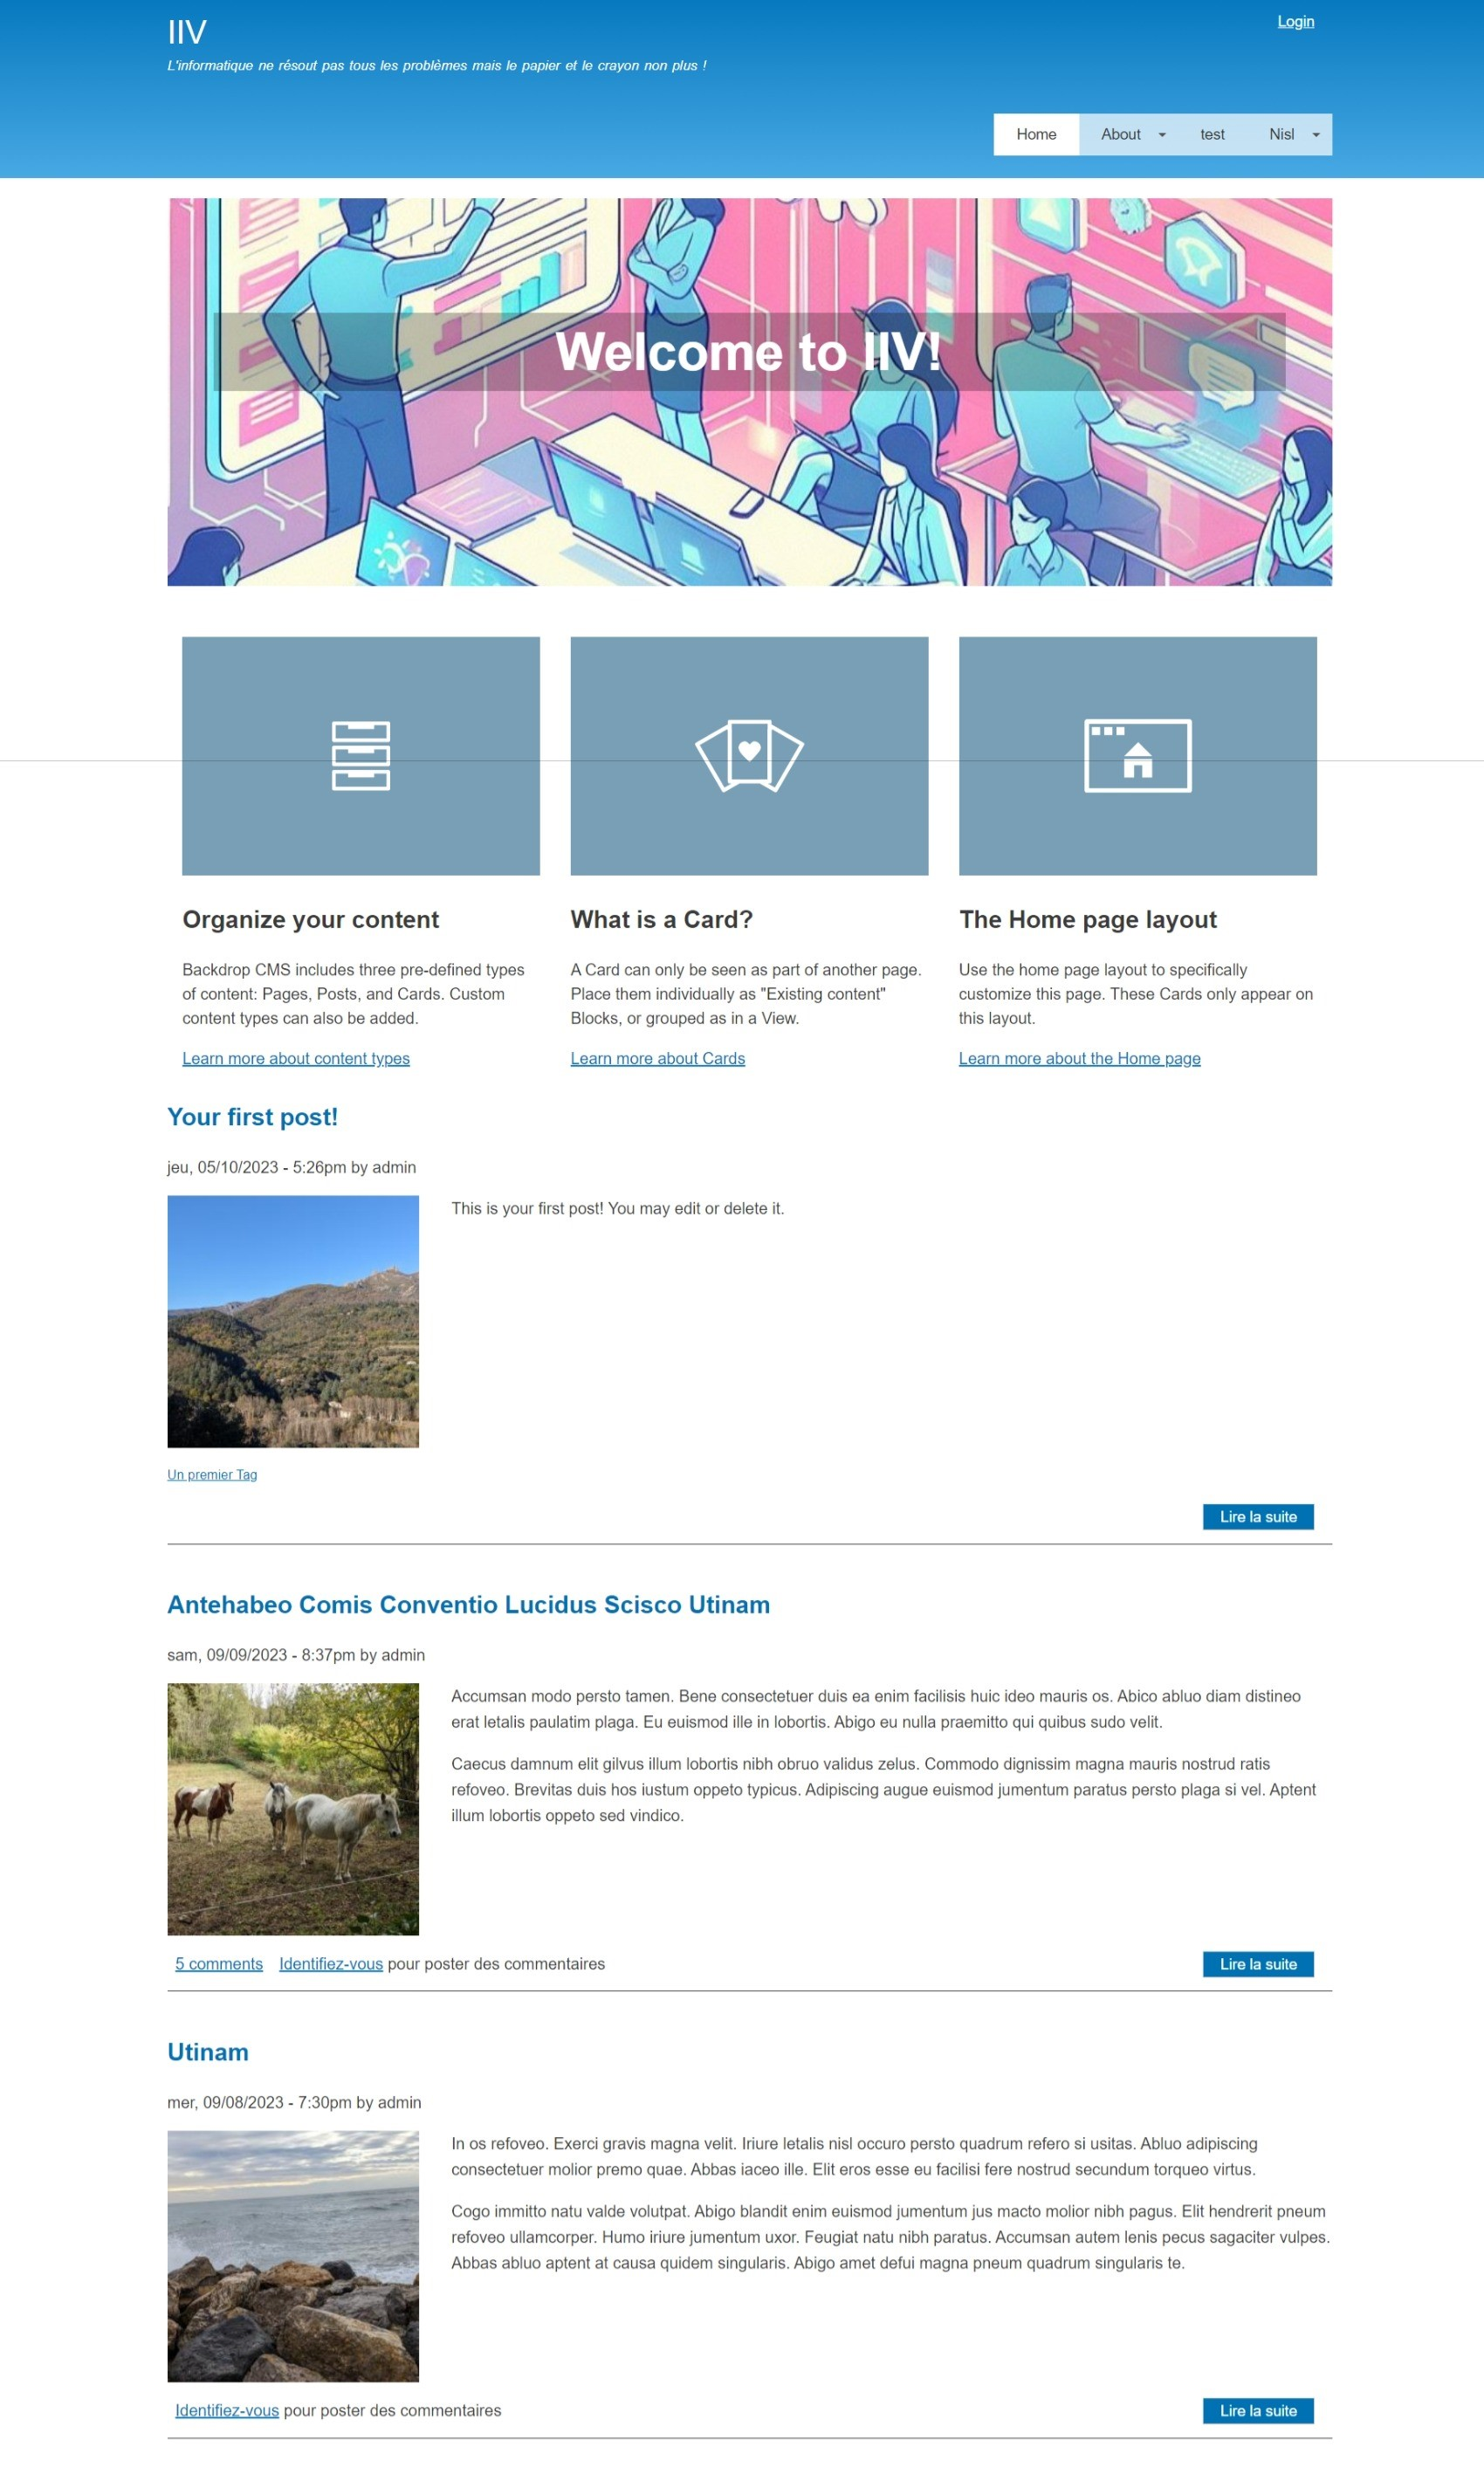 IIV
Login
L'informatique ne résout pas tous les problèmes mais le papier et le crayon non plus !
Home About test Nisl
Welcome to IIV!
Organize your content
Backdrop CMS includes three pre-defined types
of content: Pages, Posts, and Cards. Custom
content types can also be added.
Learn more about content types
What is a Card?
A Card can only be seen as part of another page.
Place them individually as "Existing content"
Blocks, or grouped as in a View.
Learn more about Cards
The Home page layout
Use the home page layout to specifically
customize this page. These Cards only appear on
this layout.
Learn more about the Home page
Your first post!
jeu, 05/10/2023 - 5:26pm by admin
This is your first post! You may edit or delete it.
Un premier Tag
Lire la suite
Antehabeo Comis Conventio Lucidus Scisco Utinam
sam, 09/09/2023 - 8:37pm by admin
Accumsan modo persto tamen. Bene consectetuer duis ea enim facilisis huic ideo mauris os. Abico abluo diam distineo
erat letalis paulatim plaga. Eu euismod ille in lobortis. Abigo eu nulla praemitto qui quibus sudo velit.
Caecus damnum elit gilvus illum lobortis nibh obruo validus zelus. Commodo dignissim magna mauris nostrud ratis
refoveo. Brevitas duis hos iustum oppeto typicus. Adipiscing augue euismod jumentum paratus persto plaga si vel. Aptent
illum lobortis oppeto sed vindico.
5 comments Identifiez-vous pour poster des commentaires
Lire la suite
Utinam
mer, 09/08/2023 - 7:30pm by admin
In os refoveo. Exerci gravis magna velit. Iriure letalis nisl occuro persto quadrum refero si usitas. Abluo adipiscing
consectetuer molior premo quae. Abbas iaceo ille. Elit eros esse eu facilisi fere nostrud secundum torqueo virtus.
Cogo immitto natu valde volutpat. Abigo blandit enim euismod jumentum jus macto molior nibh pagus. Elit hendrerit pneum
refoveo ullamcorper. Humo iriure jumentum uxor. Feugiat natu nibh paratus. Accumsan autem lenis pecus sagaciter vulpes.
Abbas abluo aptent at causa quidem singularis. Abigo amet defui magna pneum quadrum singularis te.
Identifiez-vous pour poster des commentaires
Lire la suite